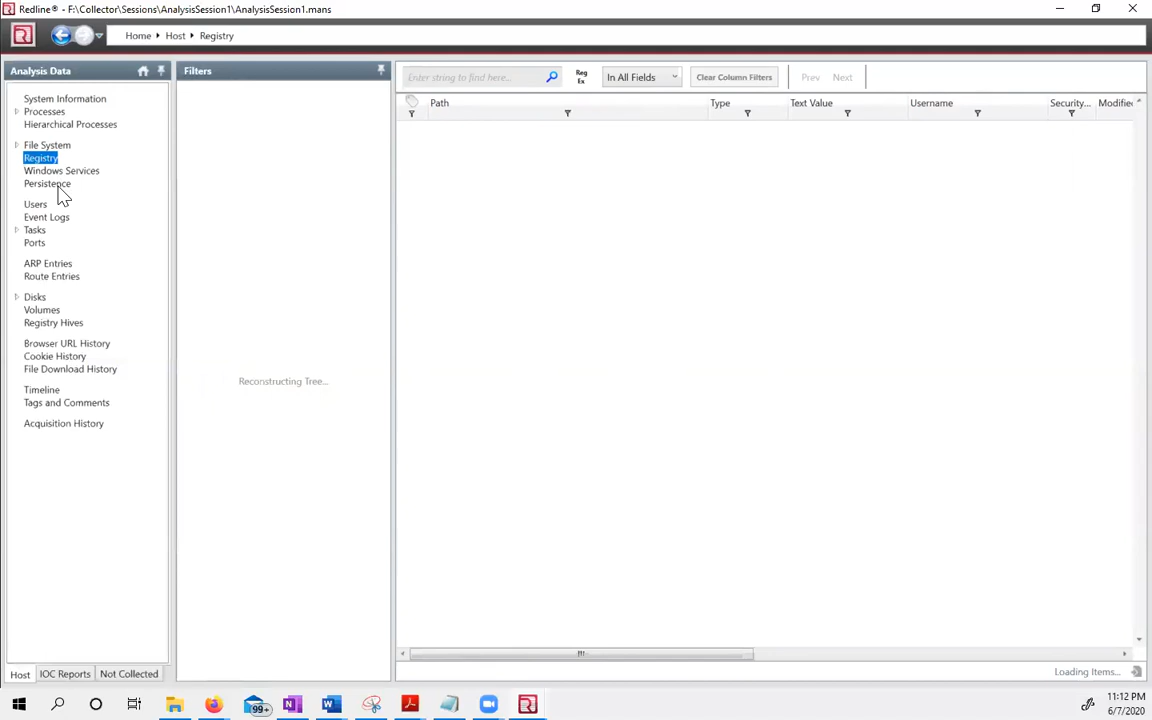 Redline® - F:\Collector\Sessions\AnalysisSession1\AnalysisSession1.mans
Home Host Registry
Analysis Data
Filters
Enter string to find here...
Reg
Ex
In All Fields
Clear Column Filters
Prev
Next
Path
Type
Text Value
Username
Security...
Modifie
System Information
Processes
Hierarchical Processes
File System
Registry
Windows Services
Persistence
Users
Event Logs
Tasks
Ports
ARP Entries
Route Entries
Disks
Volumes
Registry Hives
Browser URL History
Cookie History
File Download History
Timeline
Tags and Comments
Acquisition History
Reconstructing Tree...
Host
IOC Reports
Not Collected
Loading Items...
99+
11:12 PM
6/7/2020